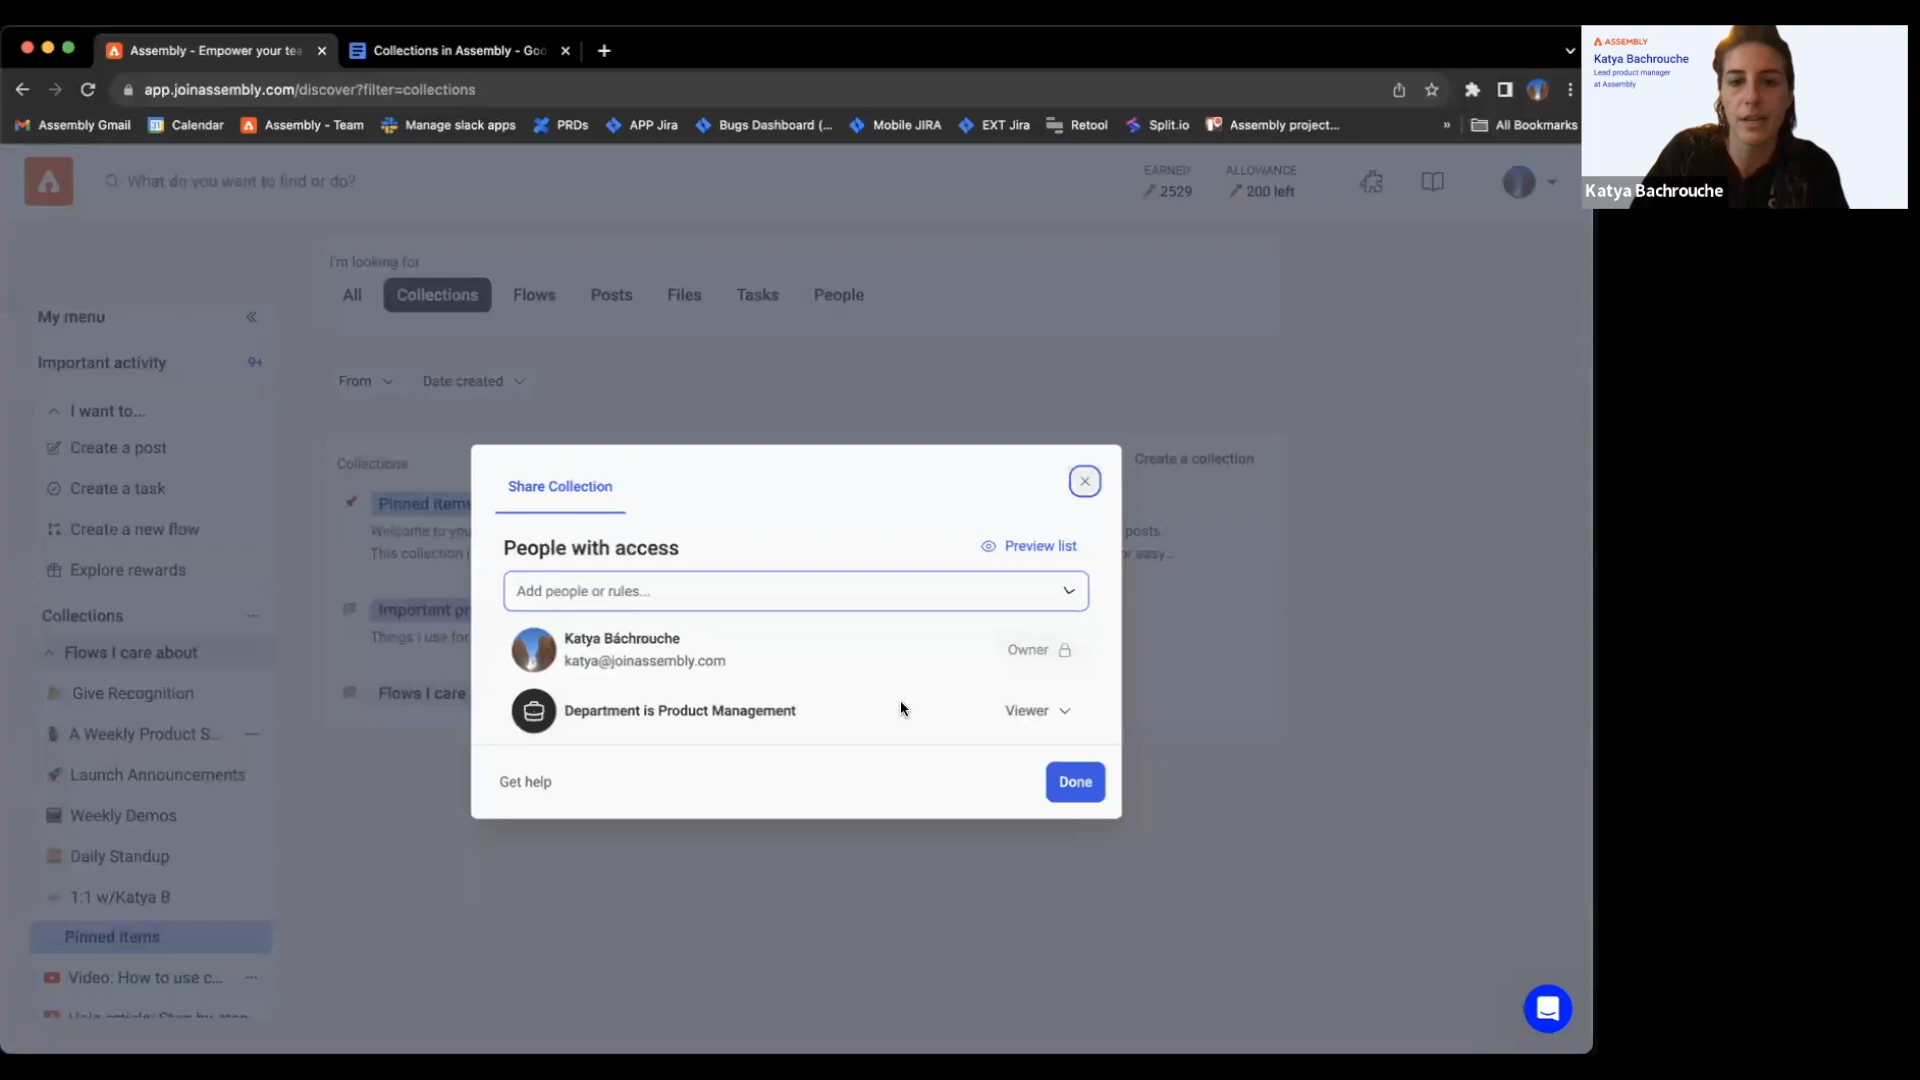 Assembly - Empower your te
Collections in Assembly - Goo
app.joinassembly.com/discover?filter=collections
Assembly Gmail
Calendar
Assembly - Team
Manage slack apps
PRDs
APP Jira
Bugs Dashboard (...
Mobile JIRA
EXT Jira
Retool
Split.io
Assembly project...
»
All Bookmarks
ASSEMBLY
Katya Bachrouche
Lead product manager
at Assembly
Katya Bachrouche
What do you want to find or do?
EARNED
2529
ALLOWANCE
200 left
I'm looking for
All
Collections
Flows
Posts
Files
Tasks
People
My menu
Important activity
9+
From
Date created
I want to...
Create a post
Create a task
Create a new flow
Explore rewards
Collections
Flows I care about
Give Recognition
A Weekly Product S...
Launch Announcements
Weekly Demos
Daily Standup
1:1 w/Katya B
Pinned items
Video: How to use c...
Collections
Create a collection
Pinned items
Welcome to you
posts
This collection i
or easy...
Important pr
Things i use for
Flows I care
Share Collection
People with access
Preview list
Add people or rules...
Katya Báchrouche
katya@joinassembly.com
Owner
Department is Product Management
Viewer
Get help
Done